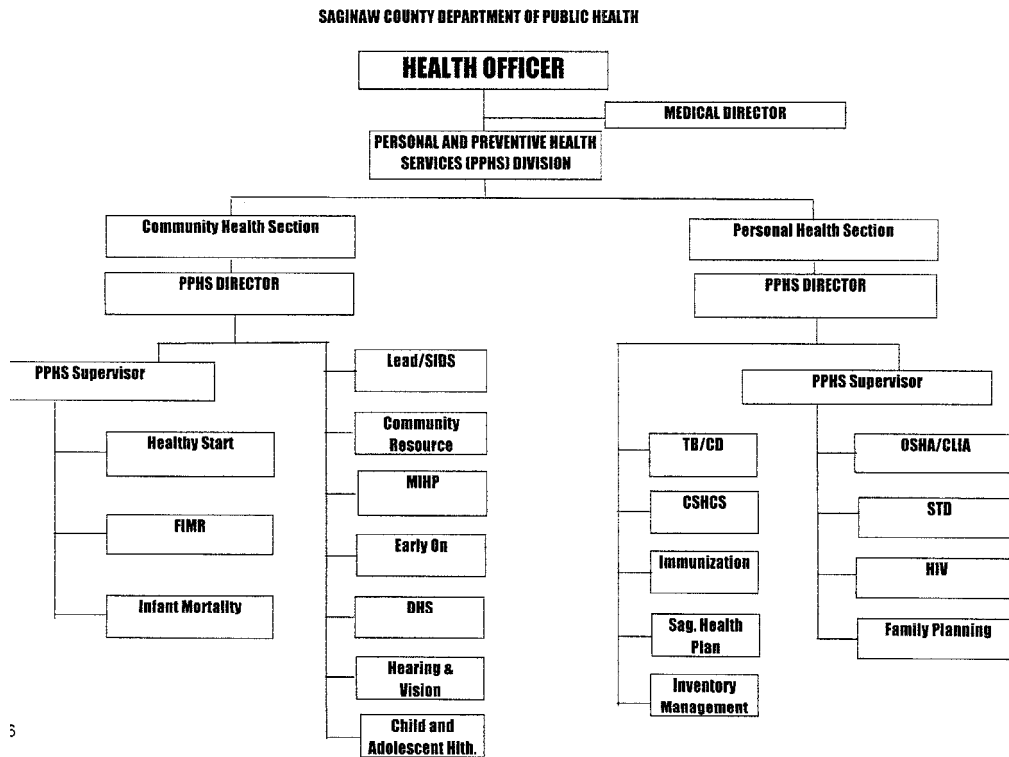 SAGINAW COUNTY DEPARTMENT OF PUBLIC HEALTH
HEALTH OFFICER
MEDICAL DIRECTOR
PERSONAL AND PREVENTIVE HEALTH
SERVICES (PPHS) DIVISION
Community Health Section
Personal Health Section
PPHS DIRECTOR
PPHS DIRECTOR
PPHS Supervisor
Healthy Start
FIMR
Infant Mortality
Lead/SIDS
Community
Resource
MIHP
Early On
DHS
Hearing &
Vision
Child and
Adolescent Hlth.
TB/CD
CSHCS
Immunization
Sag. Health
Plan
Inventory
Management
PPHS Supervisor
OSHA/CLIA
STD
HIV
Family Planning